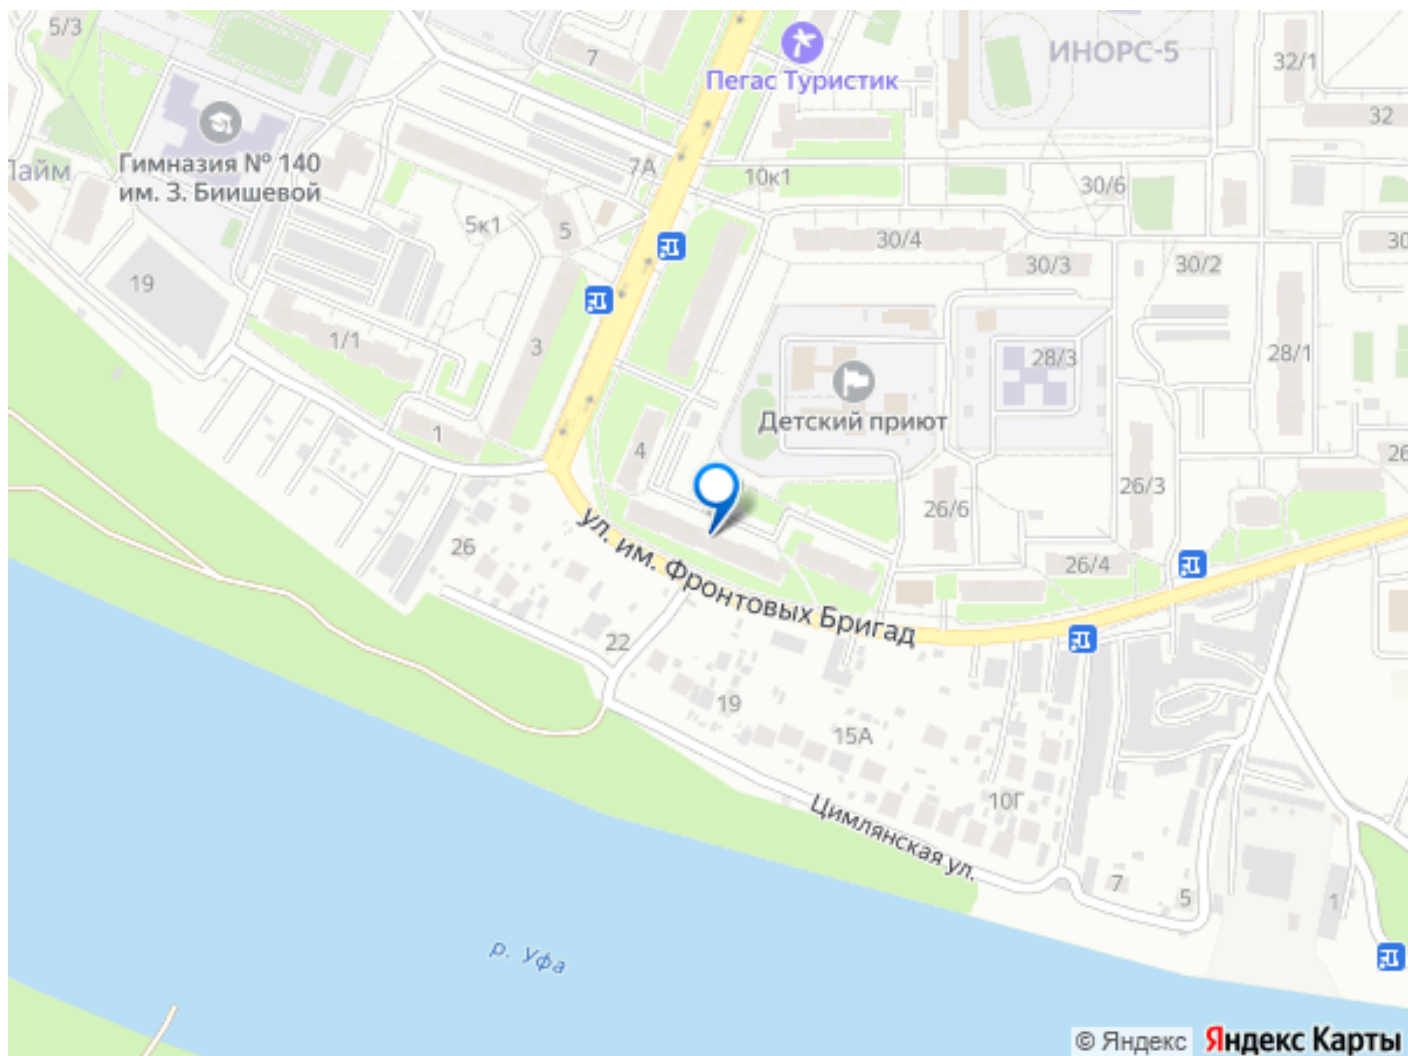 5/3
7
Пегас Туристик
ИНОРС-5
32/1
32
Гимназия № 140
им. З. Биишевой
Лайм
7А
10к1
30/6
5к1
5
30/4
30/3
30/2
30
19
1/1
3
28/3
28/1
Детский приют
1
4
26
26/3
26/6
26/4
ул. им. Фронтовых Бригад
26
22
19
15А
10Г
Цимлянская ул.
7
5
1
р. Уфа
© Яндекс Яндекс Карты